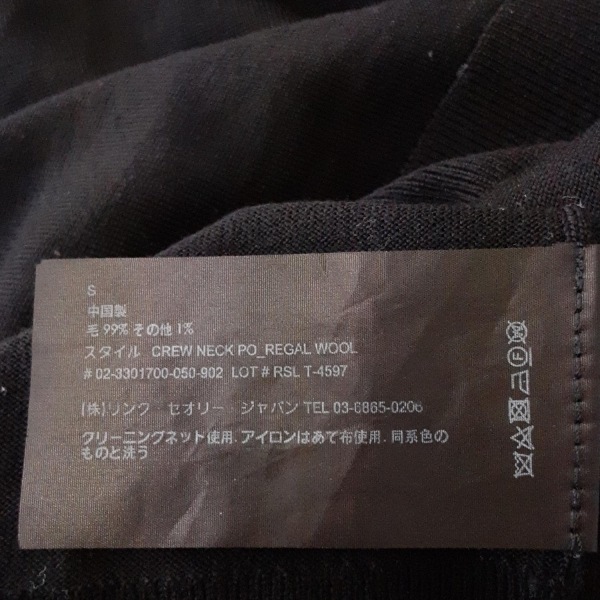 S
中国製
毛 99% その他 1%
スタイル CREW NECK PO_REGAL WOOL
# 02-3301700-050-902 LOT # RSL T-4597
(株)リンク・セオリー・ジャパン TEL 03-6865-0206
クリーニングネット使用.アイロンはあて布使用.同系色の
ものと洗う